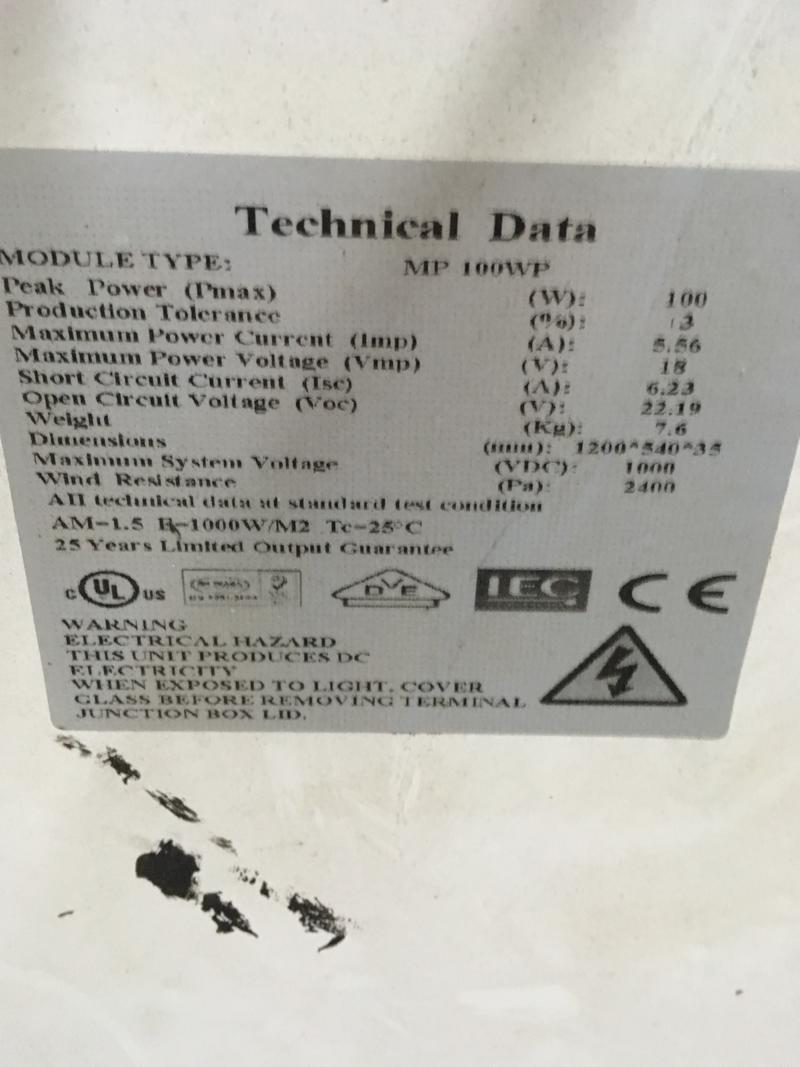 Technical Data
MODULE TYPE: MP 100WP
Peak Power (Pmax) (W): 100
Production Tolerance (%): 3
Maximum Power Current (Imp) (A): 5.56
Maximum Power Voltage (Vmp) (V): 18
Short Circuit Current (Isc) (A): 6.23
Open Circuit Voltage (Voc) (V): 22.19
Weight (Kg): 7.6
Dimensions (mm): 1200*540*35
Maximum System Voltage (VDC): 1000
Wind Resistance (Pa): 2400
All technical data at standard test condition
AM-1.5 E-1000W/M2 Tc-25°C
25 Years Limited Output Guarantee
C UL US DVE IEC CE
WARNING
ELECTRICAL HAZARD
THIS UNIT PRODUCES DC
ELECTRICITY
WHEN EXPOSED TO LIGHT. COVER
GLASS BEFORE REMOVING TERMINAL
JUNCTION BOX LID.